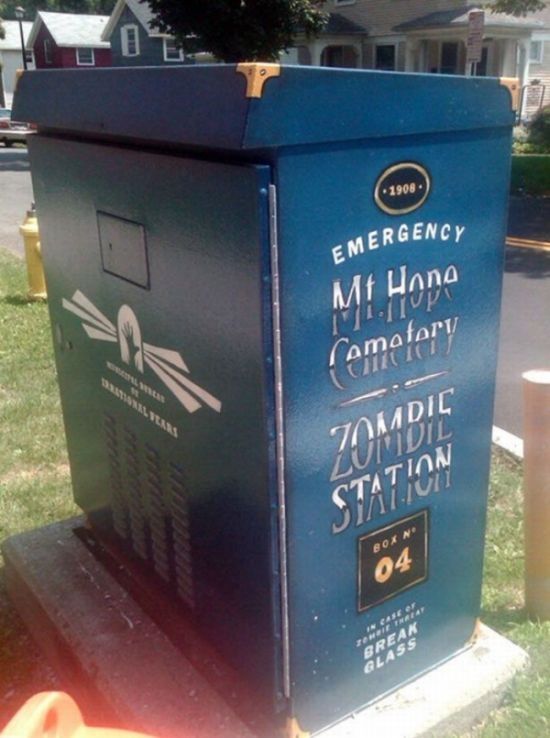 · 1908 ·
EMERGENCY
Mt. Hope
Cemetery
ZOMBIE
STATION
BOX Nº
04
IN CASE OF
ZOMBIE THREAT
BREAK
GLASS
MUNICIPAL BUREAU
OF
IRRATIONAL FEARS